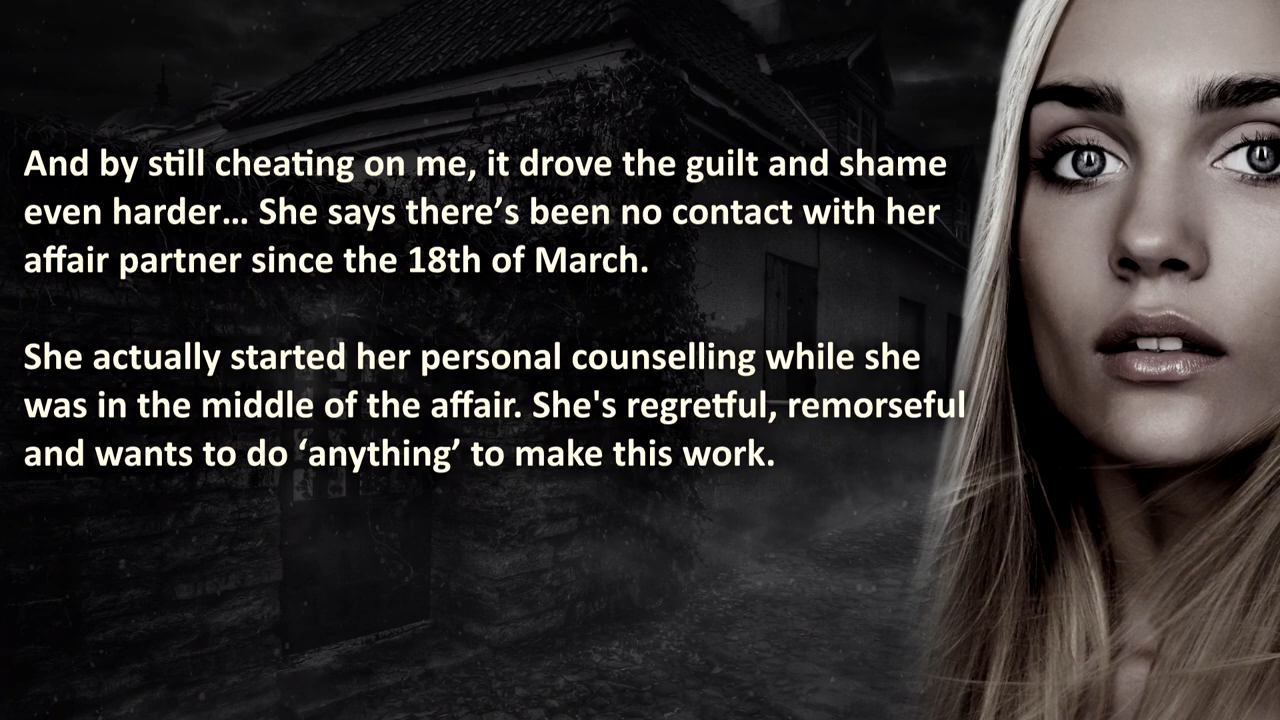 And by still cheating on me, it drove the guilt and shame
even harder... She says there’s been no contact with her
affair partner since the 18th of March.
She actually started her personal counselling while she
was in the middle of the affair. She's regretful, remorseful
and wants to do ‘anything’ to make this work.